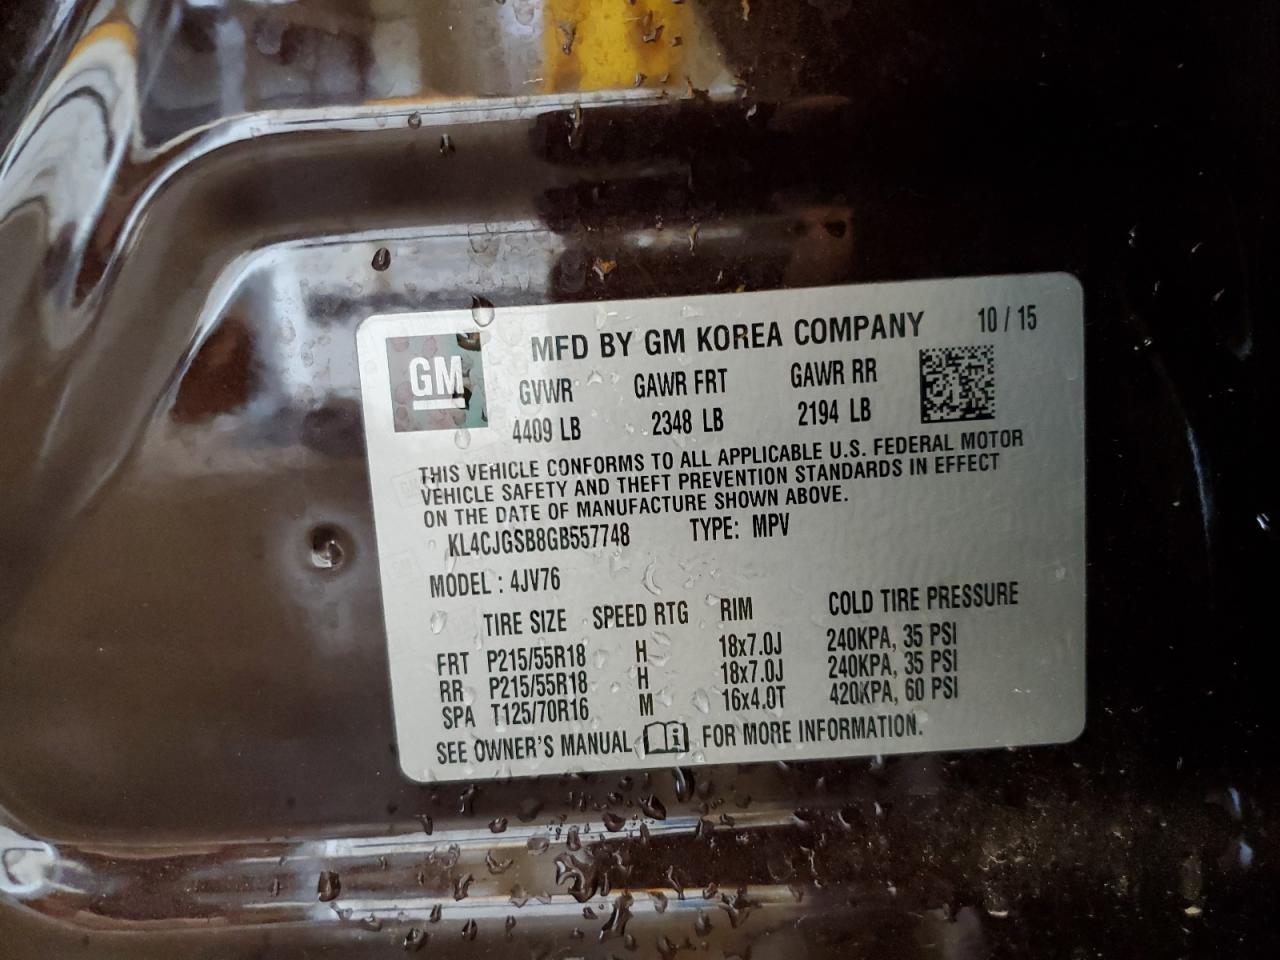 GM
MFD BY GM KOREA COMPANY 10 / 15
GVWR GAWR FRT GAWR RR
4409 LB 2348 LB 2194 LB
THIS VEHICLE CONFORMS TO ALL APPLICABLE U.S. FEDERAL MOTOR
VEHICLE SAFETY AND THEFT PREVENTION STANDARDS IN EFFECT
ON THE DATE OF MANUFACTURE SHOWN ABOVE.
KL4CJGSB8GB557748 TYPE: MPV
MODEL : 4JV76
TIRE SIZE SPEED RTG RIM COLD TIRE PRESSURE
FRT P215/55R18 H 18x7.0J 240KPA, 35 PSI
RR P215/55R18 H 18x7.0J 240KPA, 35 PSI
SPA T125/70R16 M 16x4.0T 420KPA, 60 PSI
SEE OWNER'S MANUAL i FOR MORE INFORMATION.